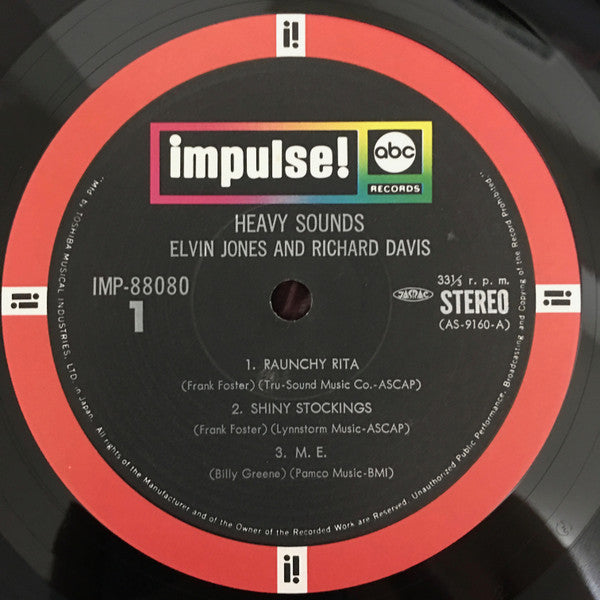 i!
impulse!
abc
RECORDS
HEAVY SOUNDS
ELVIN JONES AND RICHARD DAVIS
IMP-88080
1
JASRAC
33⅓ r. p. m.
STEREO
(AS-9160-A)
i!
i!
1. RAUNCHY RITA
(Frank Foster) (Tru-Sound Music Co.-ASCAP)
2. SHINY STOCKINGS
(Frank Foster) (Lynnstorm Music-ASCAP)
3. M. E.
(Billy Greene) (Pamco Music-BMI)
"Mfd by TOSHIBA MUSICAL INDUSTRIES, LTD. in Japan. All rights of the Manufacturer and of the Owner of the Recorded Work are Reserved. Unauthorized Public Performance, Broadcasting and Copying of the Record Prohibited."
i!